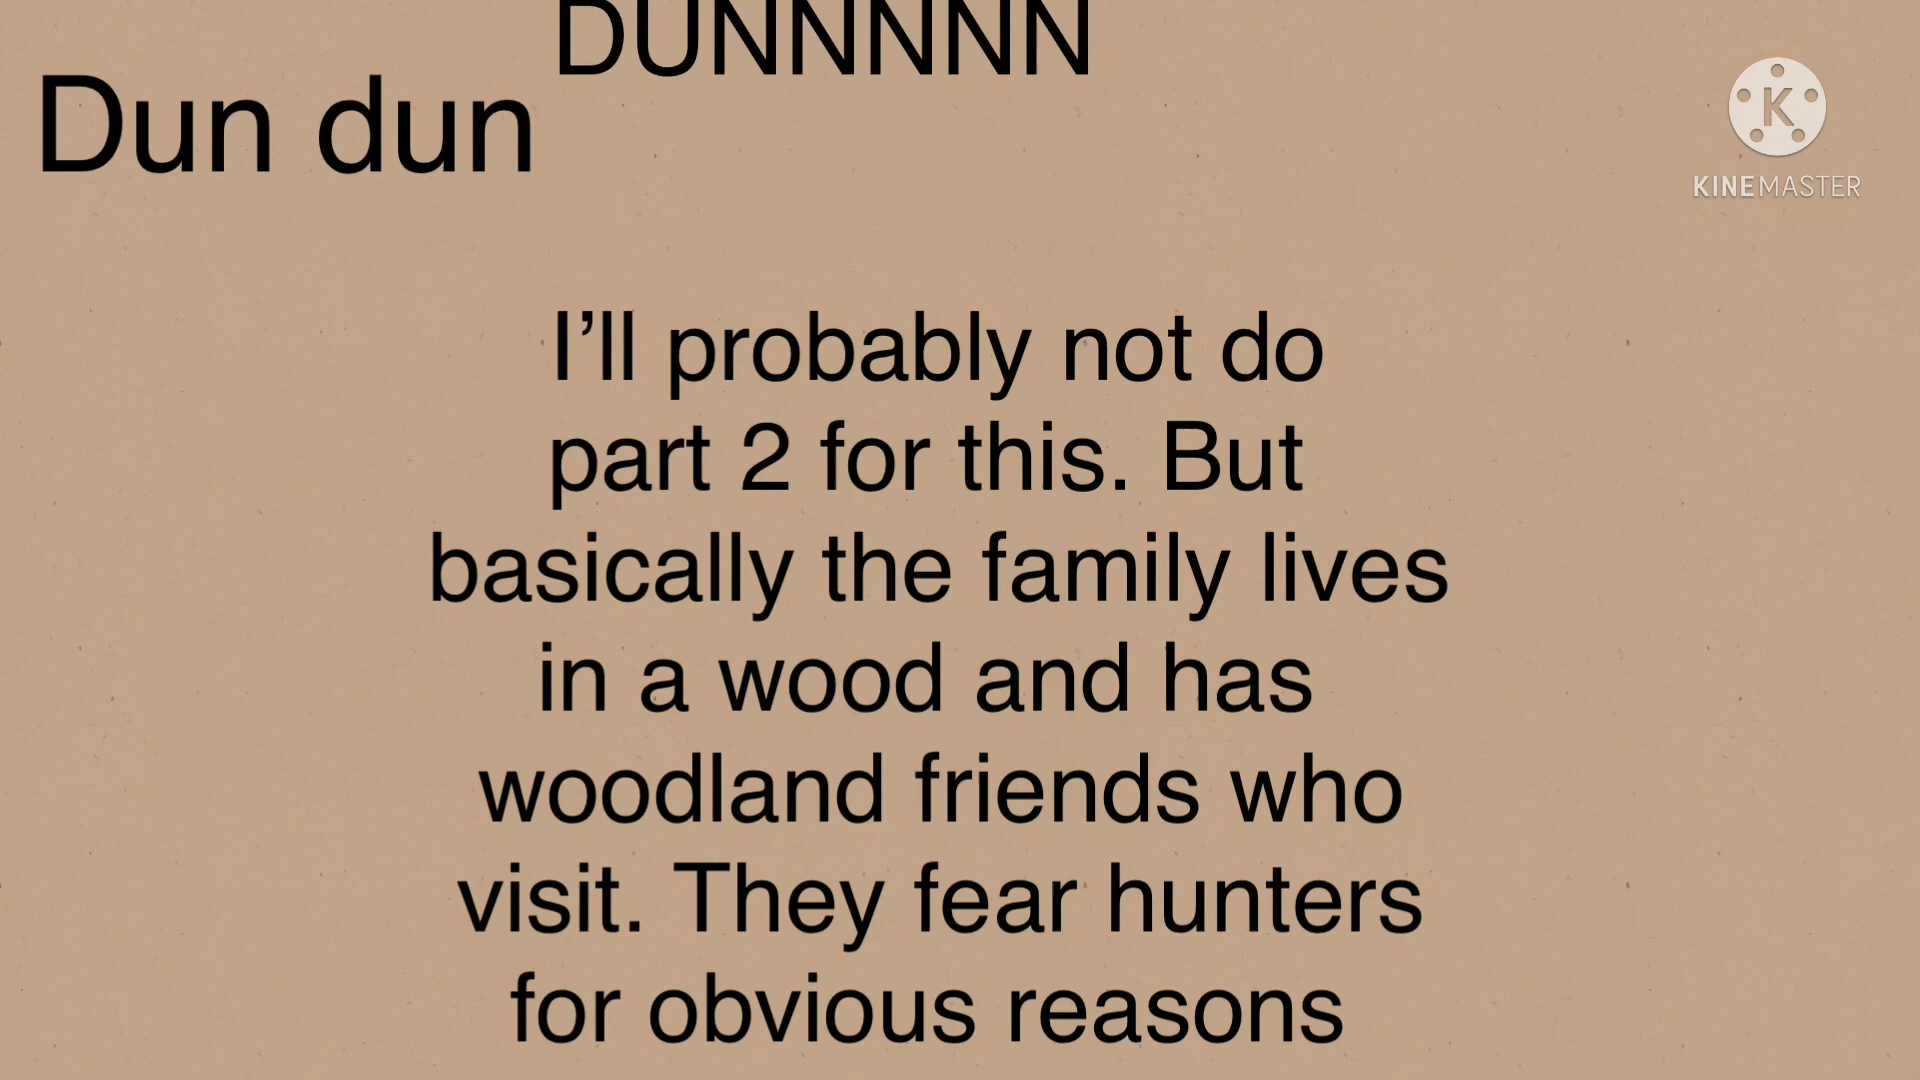 DUNNNNN
Dun dun
K
KINEMASTER
I’ll probably not do
part 2 for this. But
basically the family lives
in a wood and has
woodland friends who
visit. They fear hunters
for obvious reasons